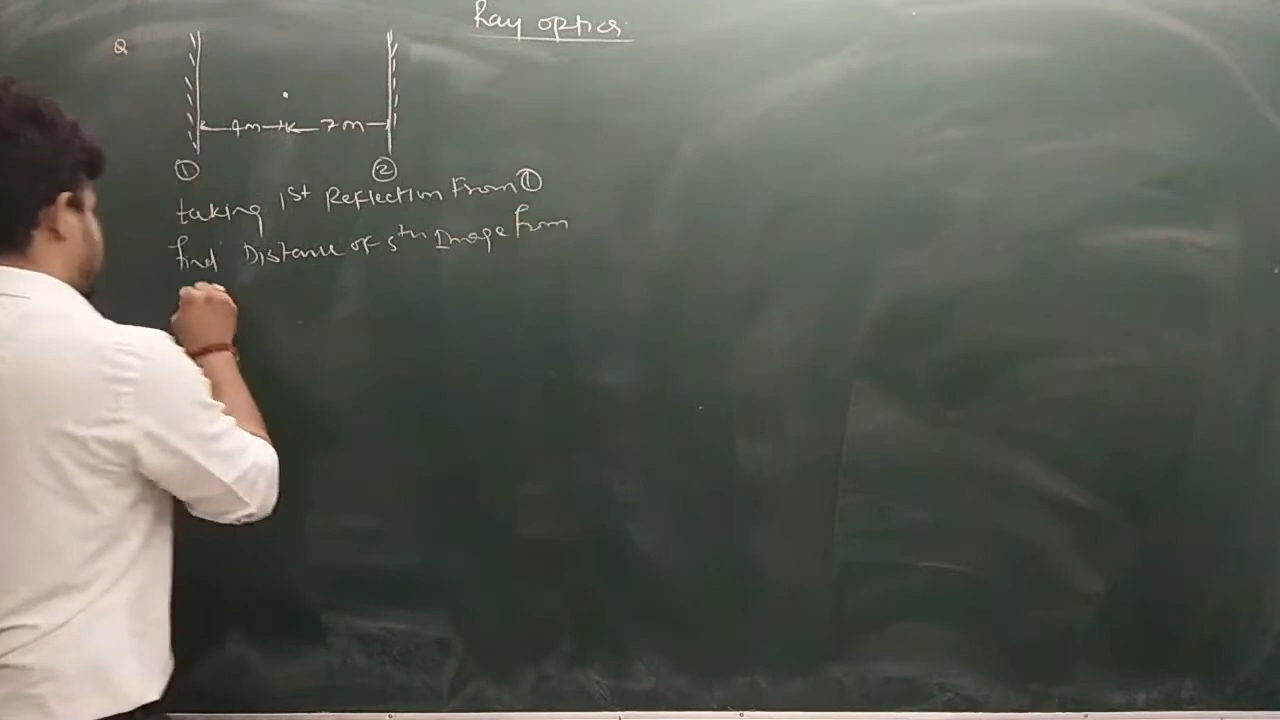 Ray optics
Q
4m 7m
① ②
taking 1st Reflection From ①
find Distance of 5th Image from